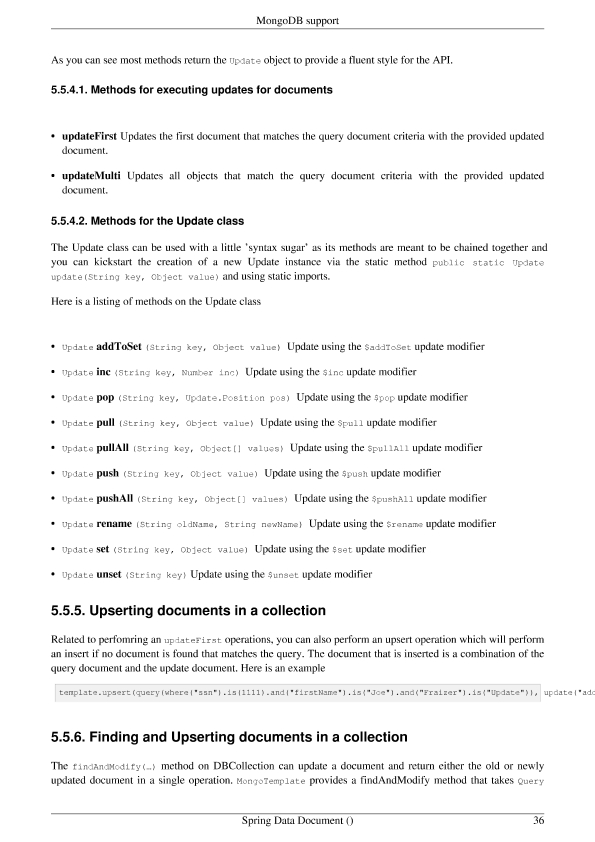 MongoDB support
As you can see most methods return the Update object to provide a fluent style for the API.
5.5.4.1. Methods for executing updates for documents
• updateFirst Updates the first document that matches the query document criteria with the provided updated
document.
• updateMulti Updates all objects that match the query document criteria with the provided updated
document.
5.5.4.2. Methods for the Update class
The Update class can be used with a little 'syntax sugar' as its methods are meant to be chained together and
you can kickstart the creation of a new Update instance via the static method public static Update
update(String key, Object value) and using static imports.
Here is a listing of methods on the Update class
• Update addToSet (String key, Object value) Update using the $addToSet update modifier
• Update inc (String key, Number inc) Update using the $inc update modifier
• Update pop (String key, Update.Position pos) Update using the $pop update modifier
• Update pull (String key, Object value) Update using the $pull update modifier
• Update pullAll (String key, Object[] values) Update using the $pullAll update modifier
• Update push (String key, Object value) Update using the $push update modifier
• Update pushAll (String key, Object[] values) Update using the $pushAll update modifier
• Update rename (String oldName, String newName) Update using the $rename update modifier
• Update set (String key, Object value) Update using the $set update modifier
• Update unset (String key) Update using the $unset update modifier
5.5.5. Upserting documents in a collection
Related to perfomring an updateFirst operations, you can also perform an upsert operation which will perform
an insert if no document is found that matches the query. The document that is inserted is a combination of the
query document and the update document. Here is an example
template.upsert(query(where("ssn").is(1111).and("firstName").is("Joe").and("Fraizer").is("Update")), update("add
5.5.6. Finding and Upserting documents in a collection
The findAndModify(…) method on DBCollection can update a document and return either the old or newly
updated document in a single operation. MongoTemplate provides a findAndModify method that takes Query
Spring Data Document ()
36